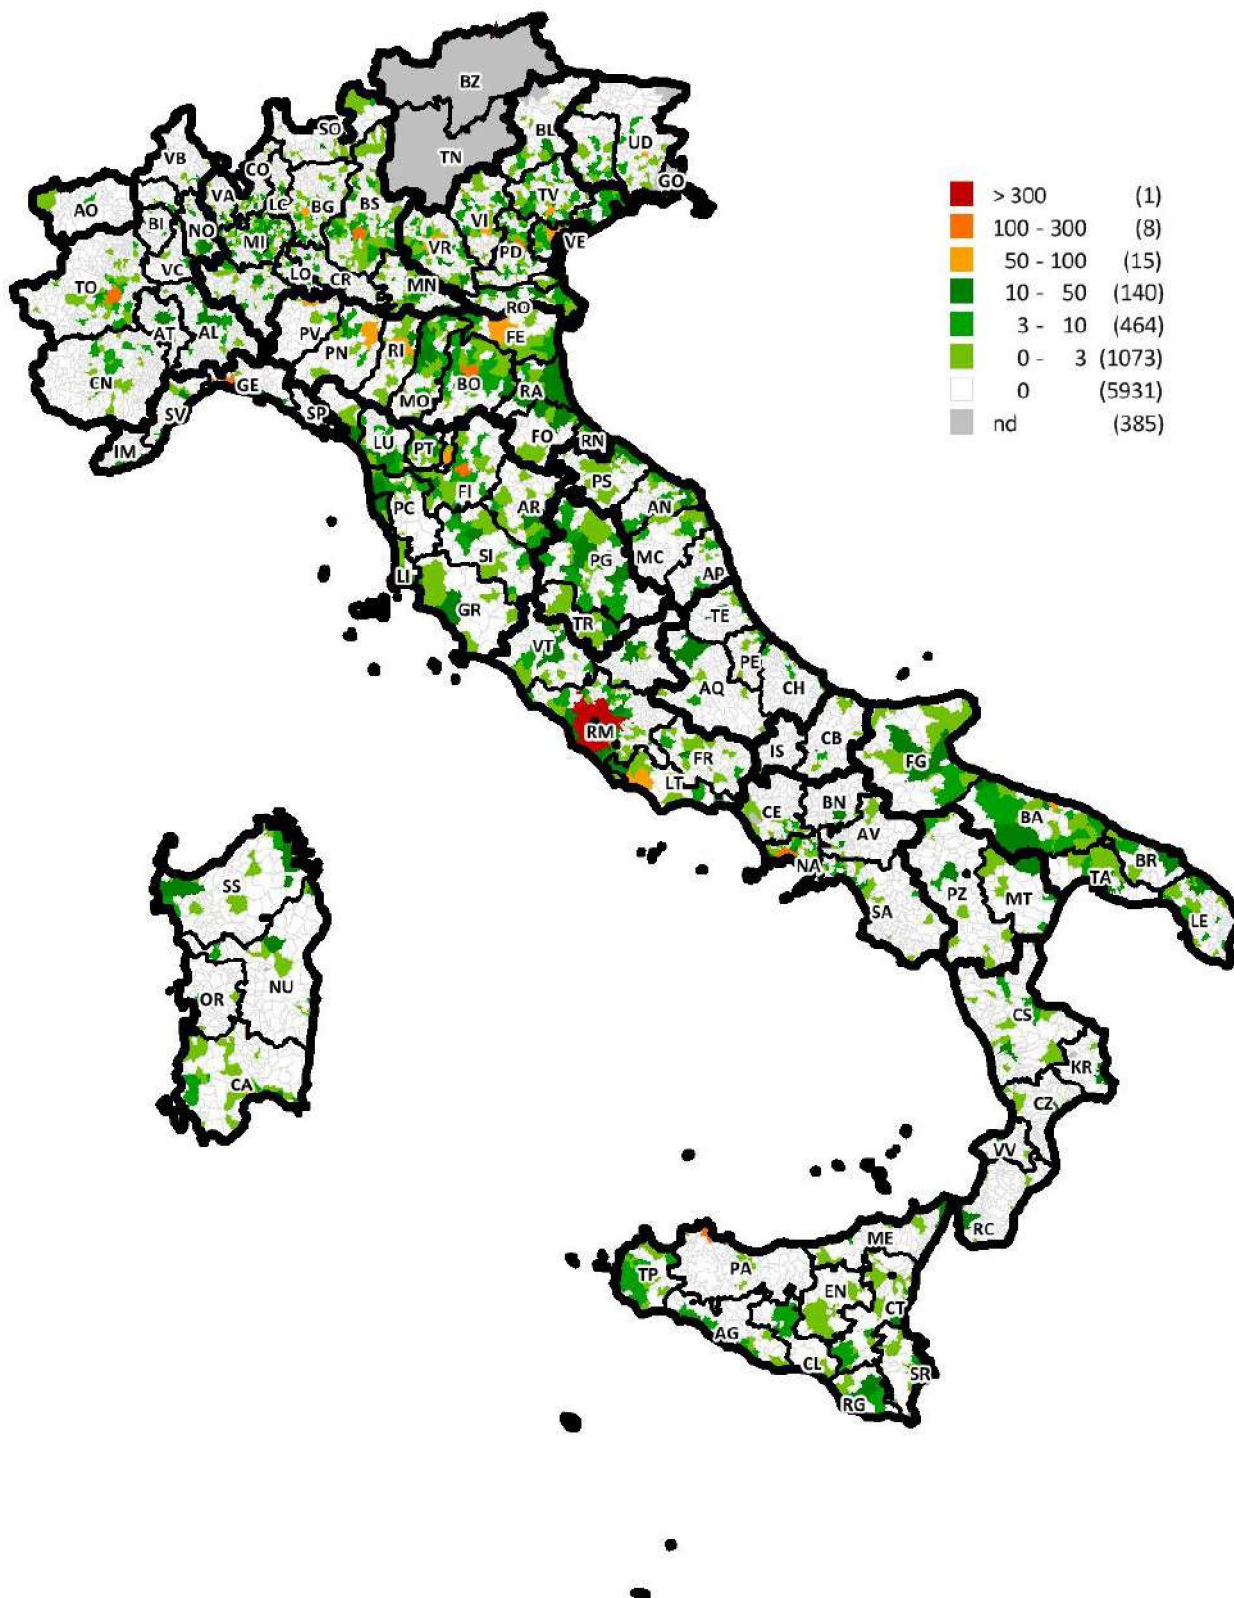 BZ
SO
BL
UD
TN
VB
CO
GO
VA
LC
BG
BS
TV
AO
BI
NO
MI
VI
VE
VR
PD
VC
LO
CR
MN
TO
RO
AT
AL
PV
PN
RI
FE
CN
GE
BO
RA
MO
SV
SP
LU
PT
FO
RN
IM
FI
PS
PC
AR
AN
SI
PG
MC
LI
AP
GR
TE
TR
VT
PE
AQ
CH
RM
CB
IS
FR
FG
LT
CE
BN
BA
AV
NA
BR
TA
SS
SA
PZ
MT
LE
NU
OR
CS
CA
KR
CZ
VV
RC
ME
TP
PA
EN
CT
AG
CL
SR
RG
> 300 (1)
100 - 300 (8)
50 - 100 (15)
10 - 50 (140)
3 - 10 (464)
0 - 3 (1073)
0 (5931)
nd (385)